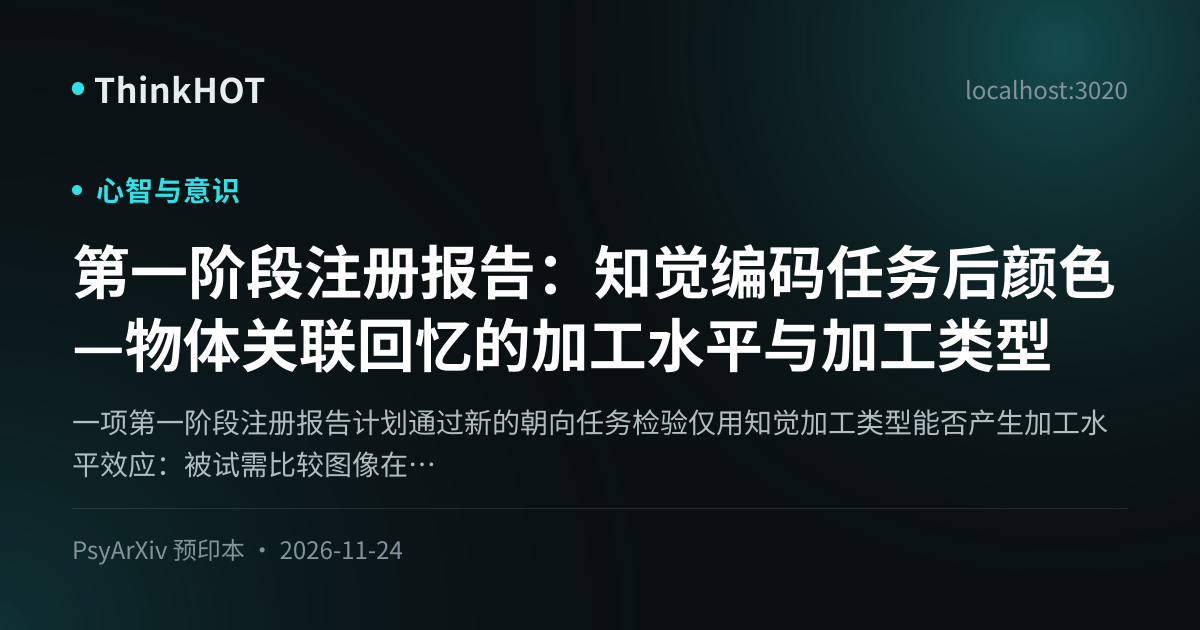 ThinkHOT
localhost:3020
心智与意识
第一阶段注册报告：知觉编码任务后颜色
—物体关联回忆的加工水平与加工类型
一项第一阶段注册报告计划通过新的朝向任务检验仅用知觉加工类型能否产生加工水
平效应：被试需比较图像在…
PsyArXiv 预印本 · 2026-11-24